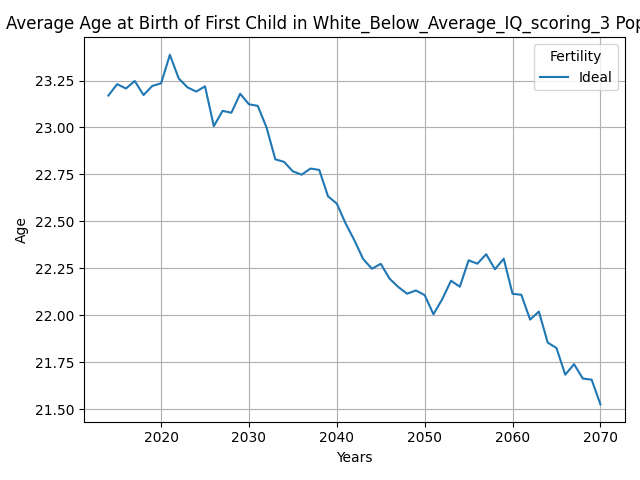 Average Age at Birth of First Child in White_Below_Average_IQ_scoring_3 Pop
Fertility
Ideal
23.25
23.00
22.75
22.50
22.25
22.00
21.75
21.50
Age
2020 2030 2040 2050 2060 2070
Years